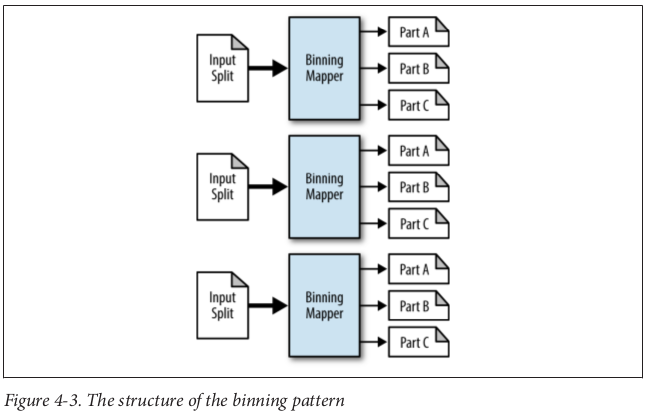 Input
Split
Binning
Mapper
Part A
Part B
Part C
Input
Split
Binning
Mapper
Part A
Part B
Part C
Input
Split
Binning
Mapper
Part A
Part B
Part C
Figure 4-3. The structure of the binning pattern